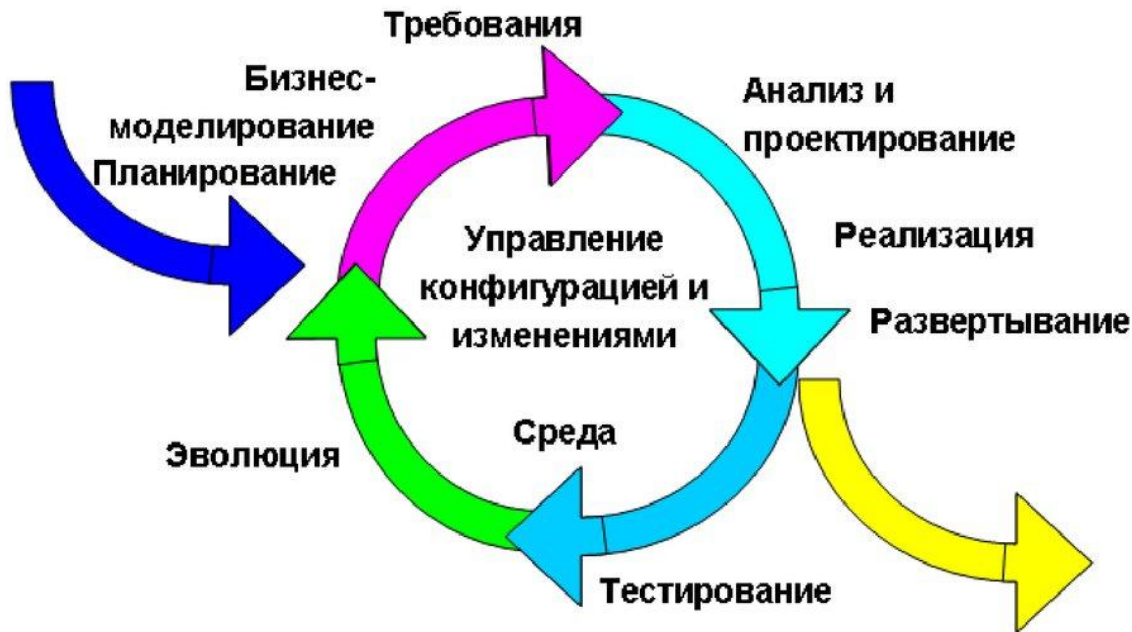 Требования
Бизнес-
моделирование
Планирование
Анализ и
проектирование
Управление
конфигурацией и
изменениями
Реализация
Развертывание
Среда
Эволюция
Тестирование